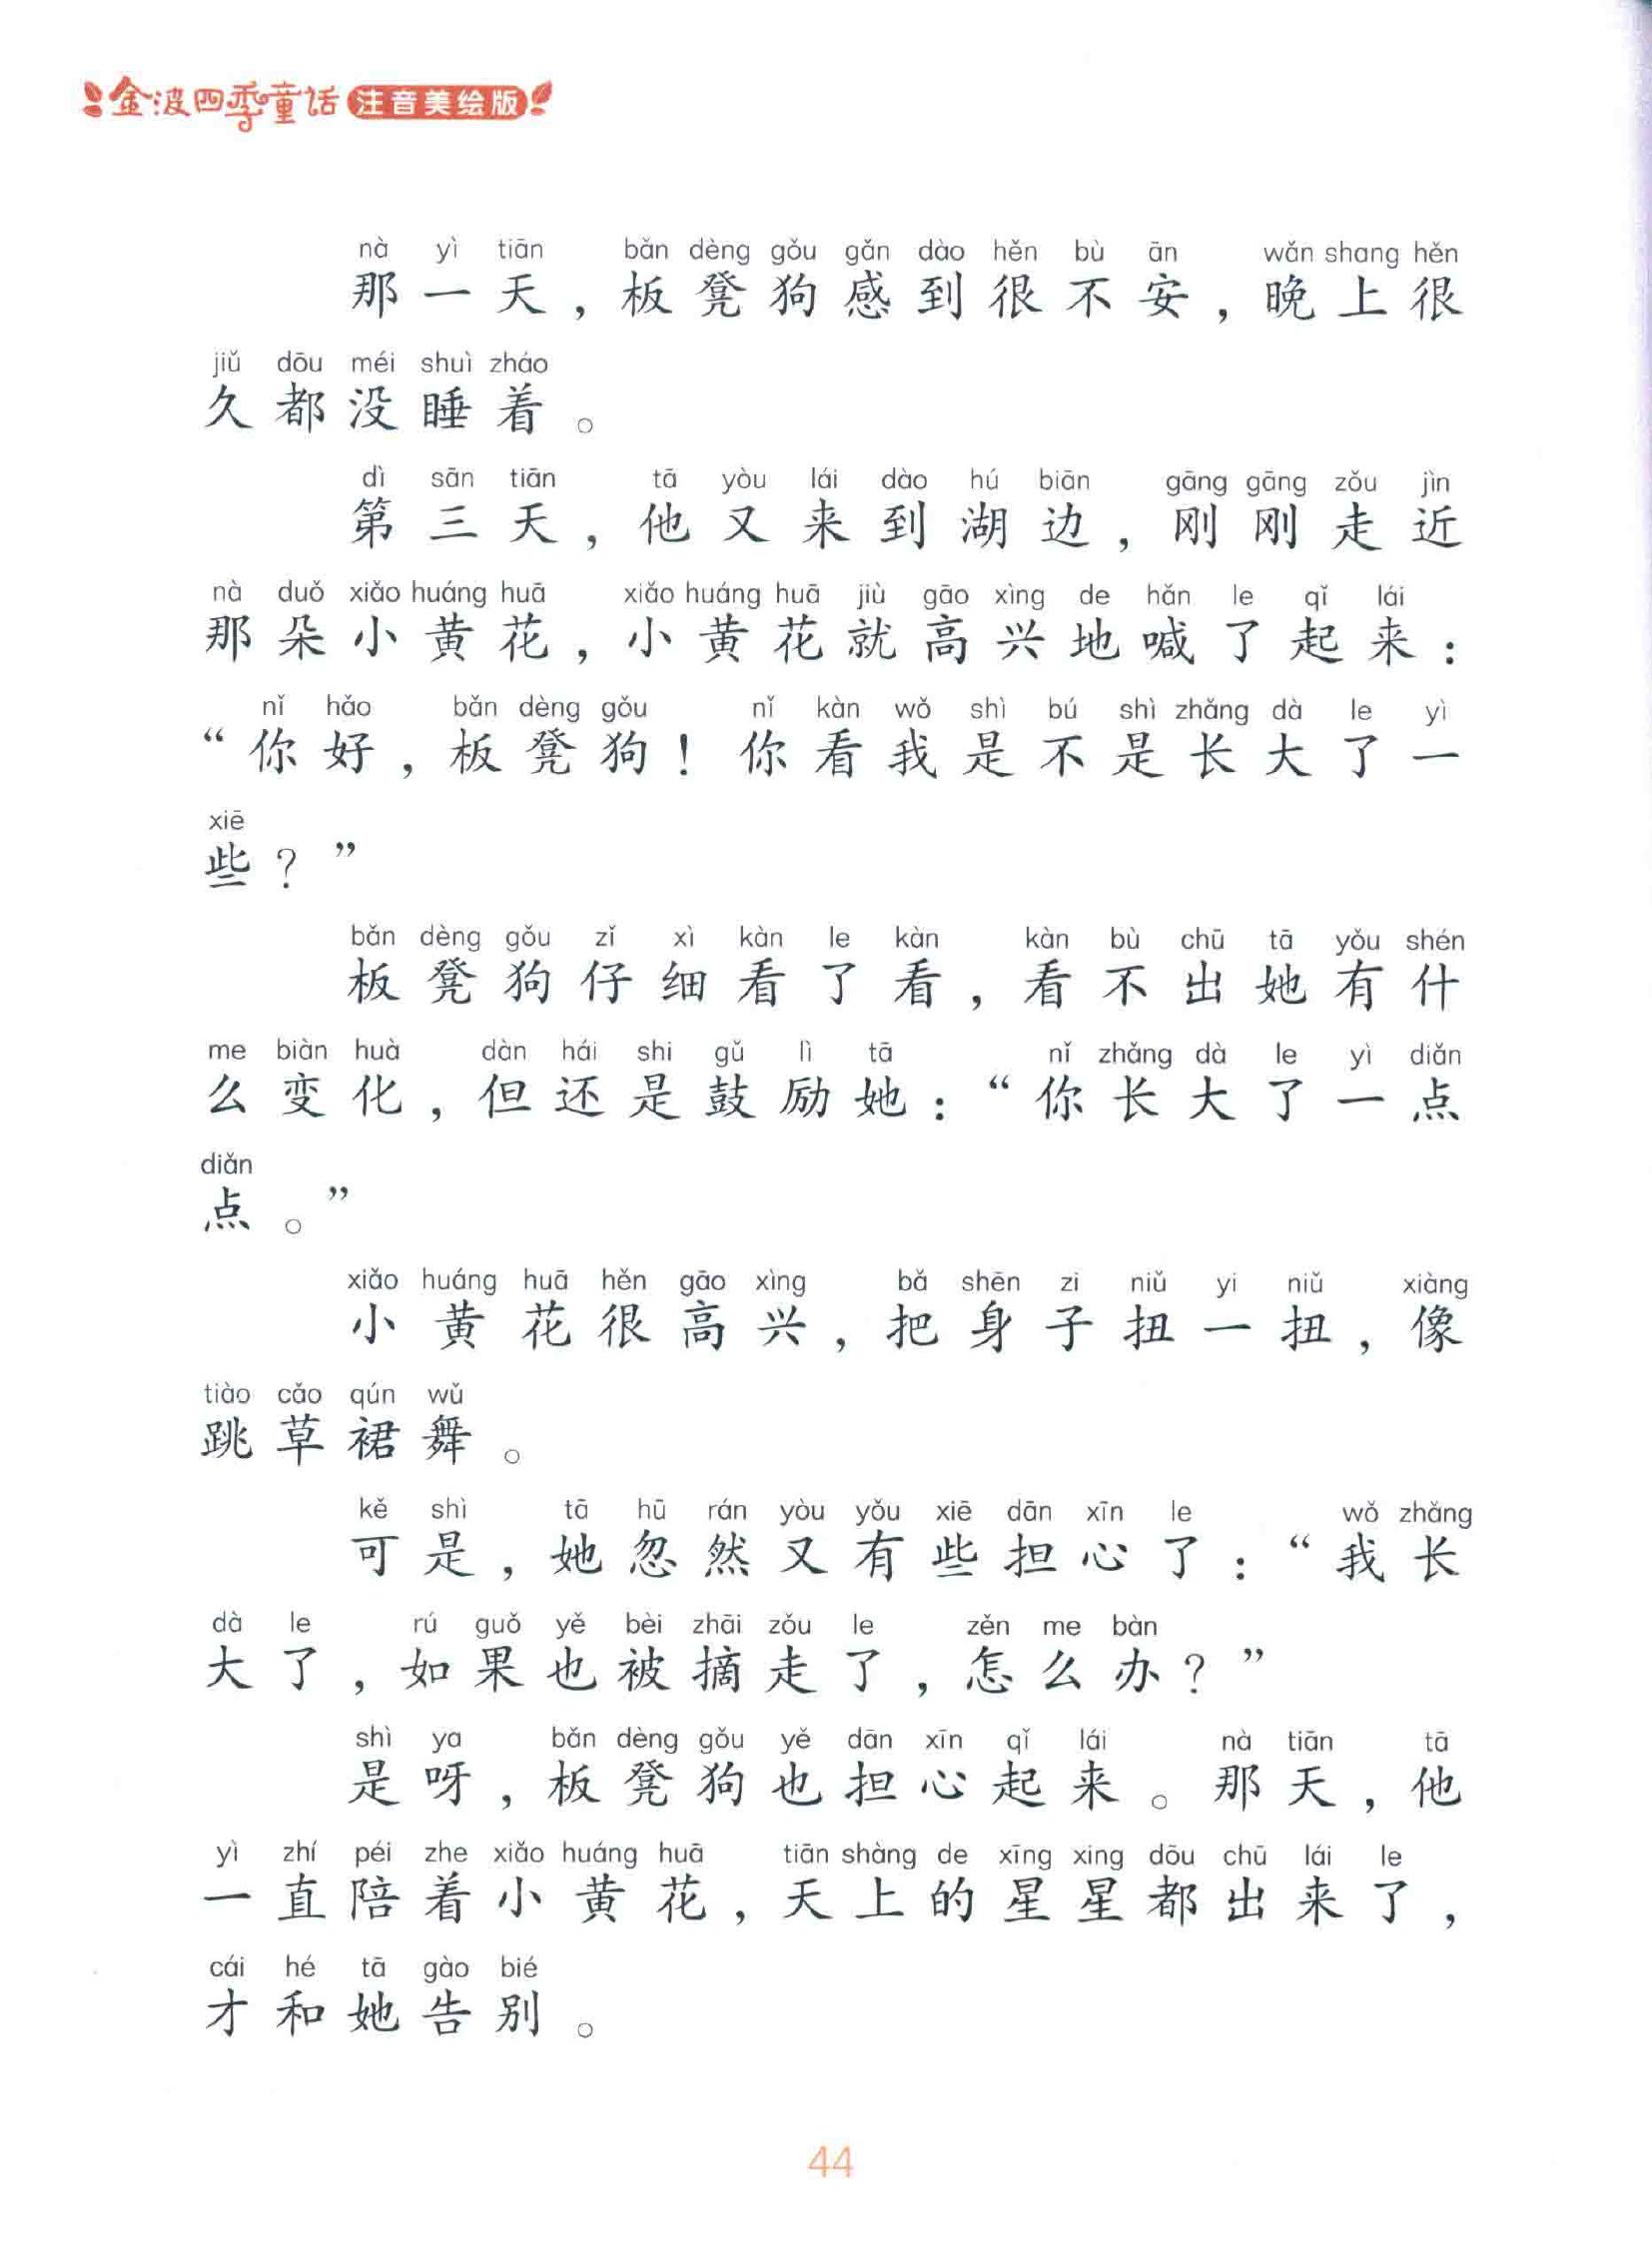 金波四季童话 注音美绘版
nà yì tiān bǎn dèng gǒu gǎn dào hěn bù ān wǎn shang hěn
那一天，板凳狗感到很不安，晚上很
jiǔ dōu méi shuì zháo
久都没睡着。
dì sān tiān tā yòu lái dào hú biān gāng gāng zǒu jìn
第三天，他又来到湖边，刚刚走近
nà duǒ xiǎo huáng huā xiǎo huáng huā jiù gāo xìng de hǎn le qǐ lái
那朵小黄花，小黄花就高兴地喊了起来：
nǐ hǎo bǎn dèng gǒu nǐ kàn wǒ shì bú shì zhǎng dà le yì
“你好，板凳狗！你看我是不是长大了一
xiē
些？”
bǎn dèng gǒu zǐ xì kàn le kàn kàn bù chū tā yǒu shén
板凳狗仔细看了看，看不出她有什
me biàn huà dàn hái shi gǔ lì tā nǐ zhǎng dà le yì diǎn
么变化，但还是鼓励她：“你长大了一点
diǎn
点。”
xiǎo huáng huā hěn gāo xìng bǎ shēn zi niǔ yi niǔ xiàng
小黄花很高兴，把身子扭一扭，像
tiào cǎo qún wǔ
跳草裙舞。
kě shì tā hū rán yòu yǒu xiē dān xīn le wǒ zhǎng
可是，她忽然又有些担心了：“我长
dà le rú guǒ yě bèi zhāi zǒu le zěn me bàn
大了，如果也被摘走了，怎么办？”
shì ya bǎn dèng gǒu yě dān xīn qǐ lái nà tiān tā
是呀，板凳狗也担心起来。那天，他
yì zhí péi zhe xiǎo huáng huā tiān shàng de xīng xing dōu chū lái le
一直陪着小黄花，天上的星星都出来了，
cái hé tā gào bié
才和她告别。
44